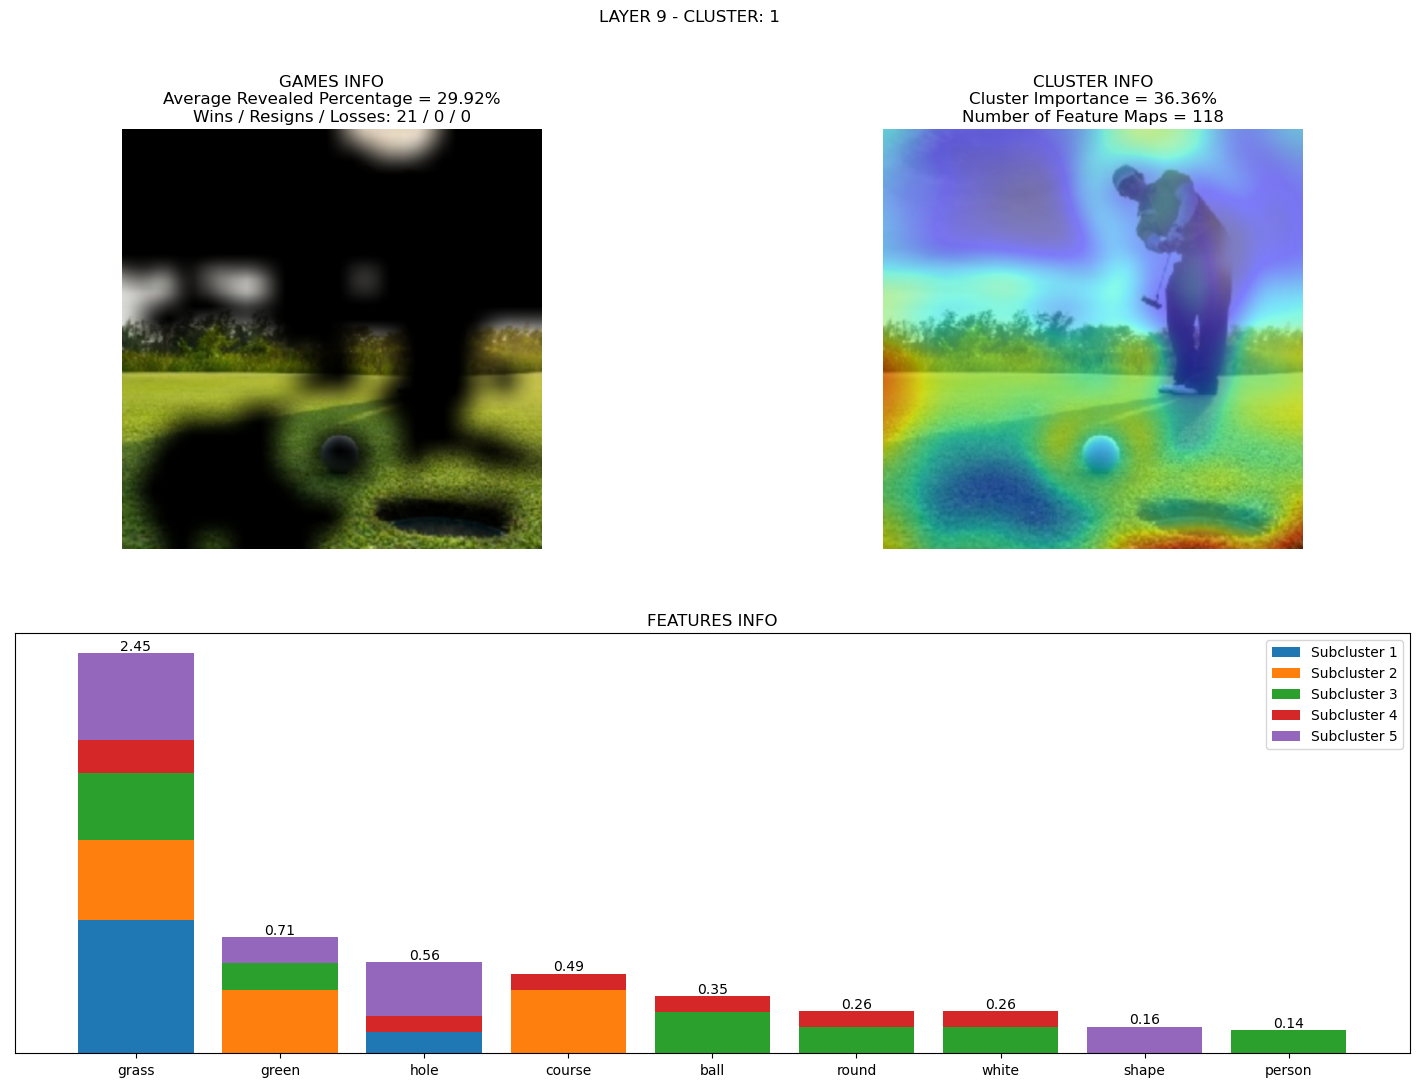 LAYER 9 - CLUSTER: 1
GAMES INFO
Average Revealed Percentage = 29.92%
Wins / Resigns / Losses: 21 / 0 / 0
CLUSTER INFO
Cluster Importance = 36.36%
Number of Feature Maps = 118
FEATURES INFO
2.45
0.71
0.56
0.49
0.35
0.26
0.26
0.16
0.14
Subcluster 1
Subcluster 2
Subcluster 3
Subcluster 4
Subcluster 5
grass green hole course ball round white shape person